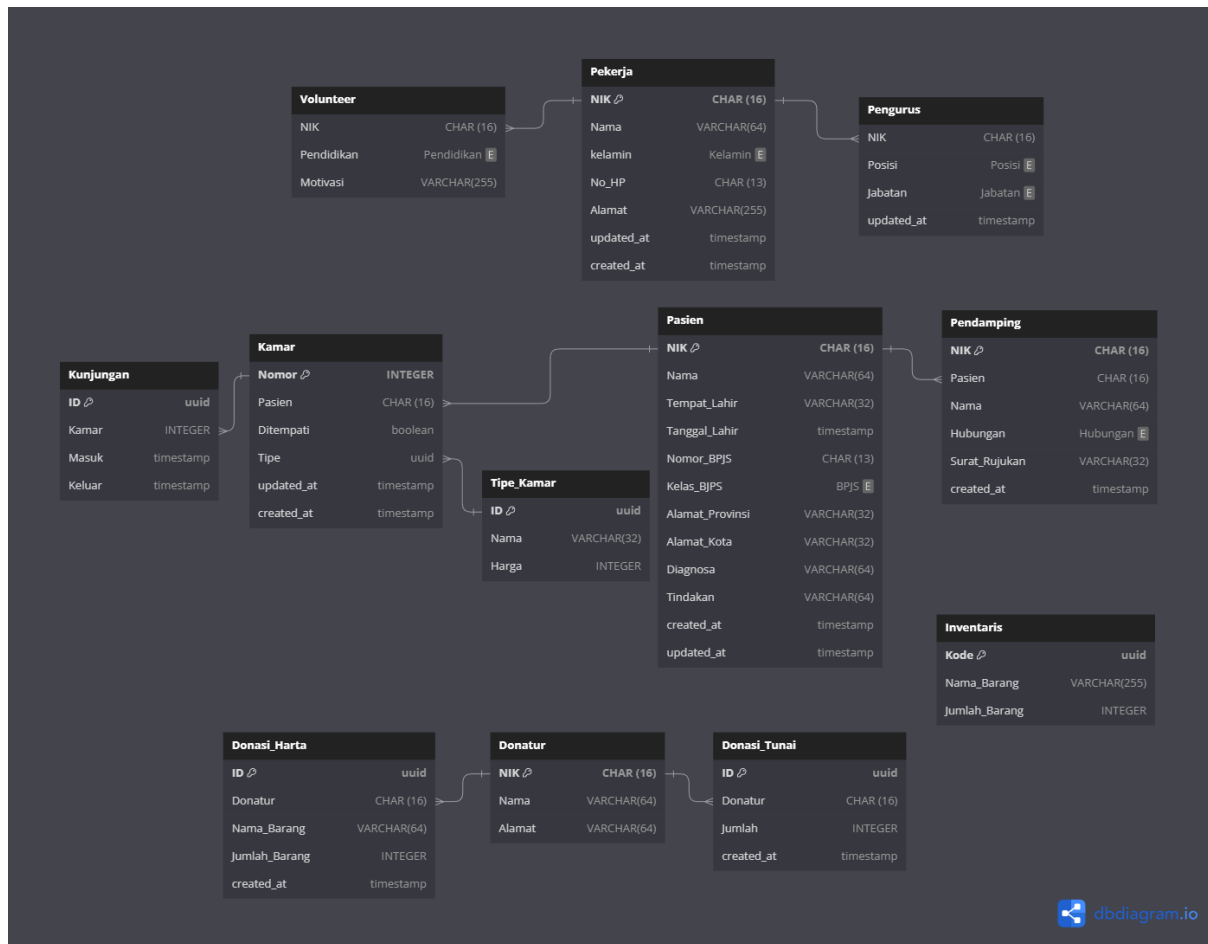 Pekerja
NIK CHAR (16)
Nama VARCHAR(64)
kelamin Kelamin E
No_HP CHAR (13)
Alamat VARCHAR(255)
updated_at timestamp
created_at timestamp
Volunteer
NIK CHAR (16)
Pendidikan Pendidikan E
Motivasi VARCHAR(255)
Pengurus
NIK CHAR (16)
Posisi Posisi E
Jabatan Jabatan E
updated_at timestamp
Pasien
NIK CHAR (16)
Nama VARCHAR(64)
Tempat_Lahir VARCHAR(32)
Tanggal_Lahir timestamp
Nomor_BPJS CHAR (13)
Kelas_BJPS BPJS E
Alamat_Provinsi VARCHAR(32)
Alamat_Kota VARCHAR(32)
Diagnosa VARCHAR(64)
Tindakan VARCHAR(64)
created_at timestamp
updated_at timestamp
Pendamping
NIK CHAR (16)
Pasien CHAR (16)
Nama VARCHAR(64)
Hubungan Hubungan E
Surat_Rujukan VARCHAR(32)
created_at timestamp
Kamar
Nomor INTEGER
Pasien CHAR (16)
Ditempati boolean
Tipe uuid
updated_at timestamp
created_at timestamp
Kunjungan
ID uuid
Kamar INTEGER
Masuk timestamp
Keluar timestamp
Tipe_Kamar
ID uuid
Nama VARCHAR(32)
Harga INTEGER
Inventaris
Kode uuid
Nama_Barang VARCHAR(255)
Jumlah_Barang INTEGER
Donasi_Harta
ID uuid
Donatur CHAR (16)
Nama_Barang VARCHAR(64)
Jumlah_Barang INTEGER
created_at timestamp
Donatur
NIK CHAR (16)
Nama VARCHAR(64)
Alamat VARCHAR(64)
Donasi_Tunai
ID uuid
Donatur CHAR (16)
Jumlah INTEGER
created_at timestamp
dbdiagram.io